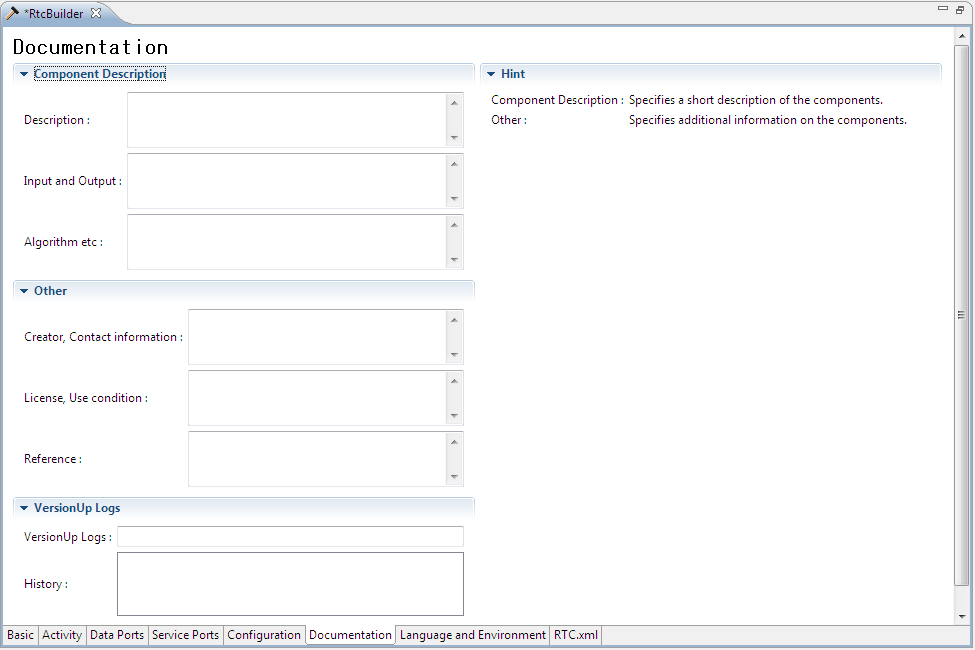 *RtcBuilder
Documentation
Component Description
Description :
Input and Output :
Algorithm etc :
Other
Creator, Contact information :
License, Use condition :
Reference :
VersionUp Logs
VersionUp Logs :
History :
Hint
Component Description : Specifies a short description of the components.
Other : Specifies additional information on the components.
Basic Activity Data Ports Service Ports Configuration Documentation Language and Environment RTC.xml